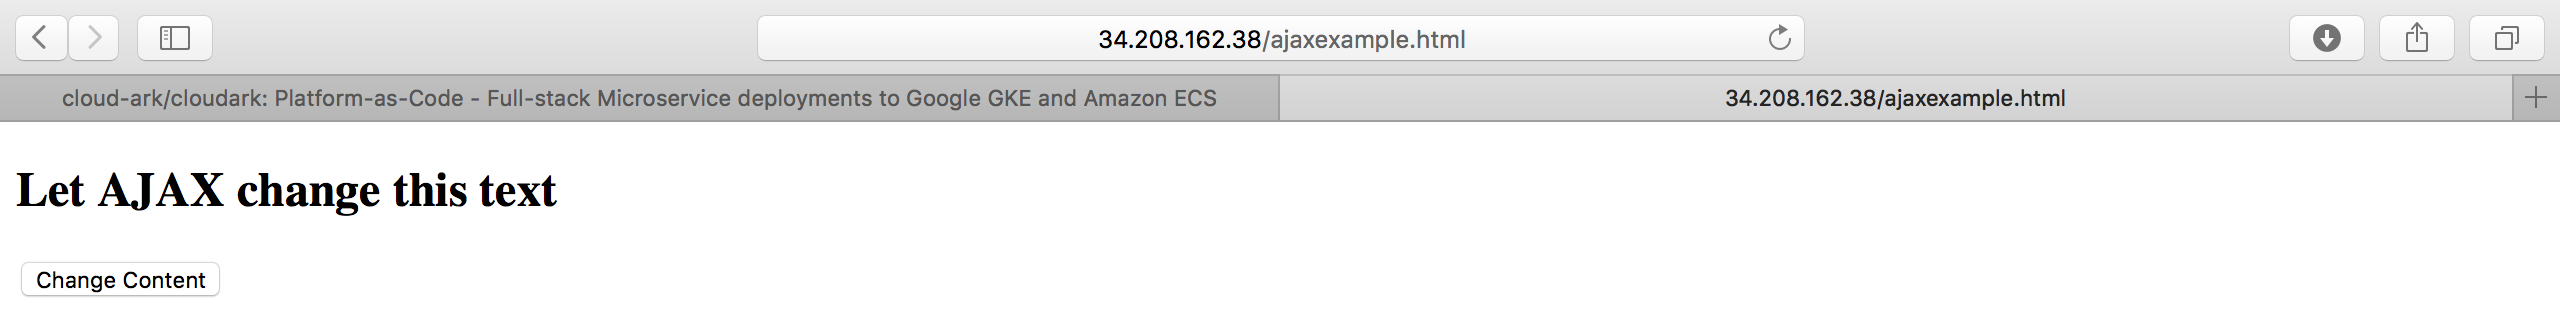 34.208.162.38/ajaxexample.html
cloud-ark/cloudark: Platform-as-Code - Full-stack Microservice deployments to Google GKE and Amazon ECS
34.208.162.38/ajaxexample.html
Let AJAX change this text
Change Content